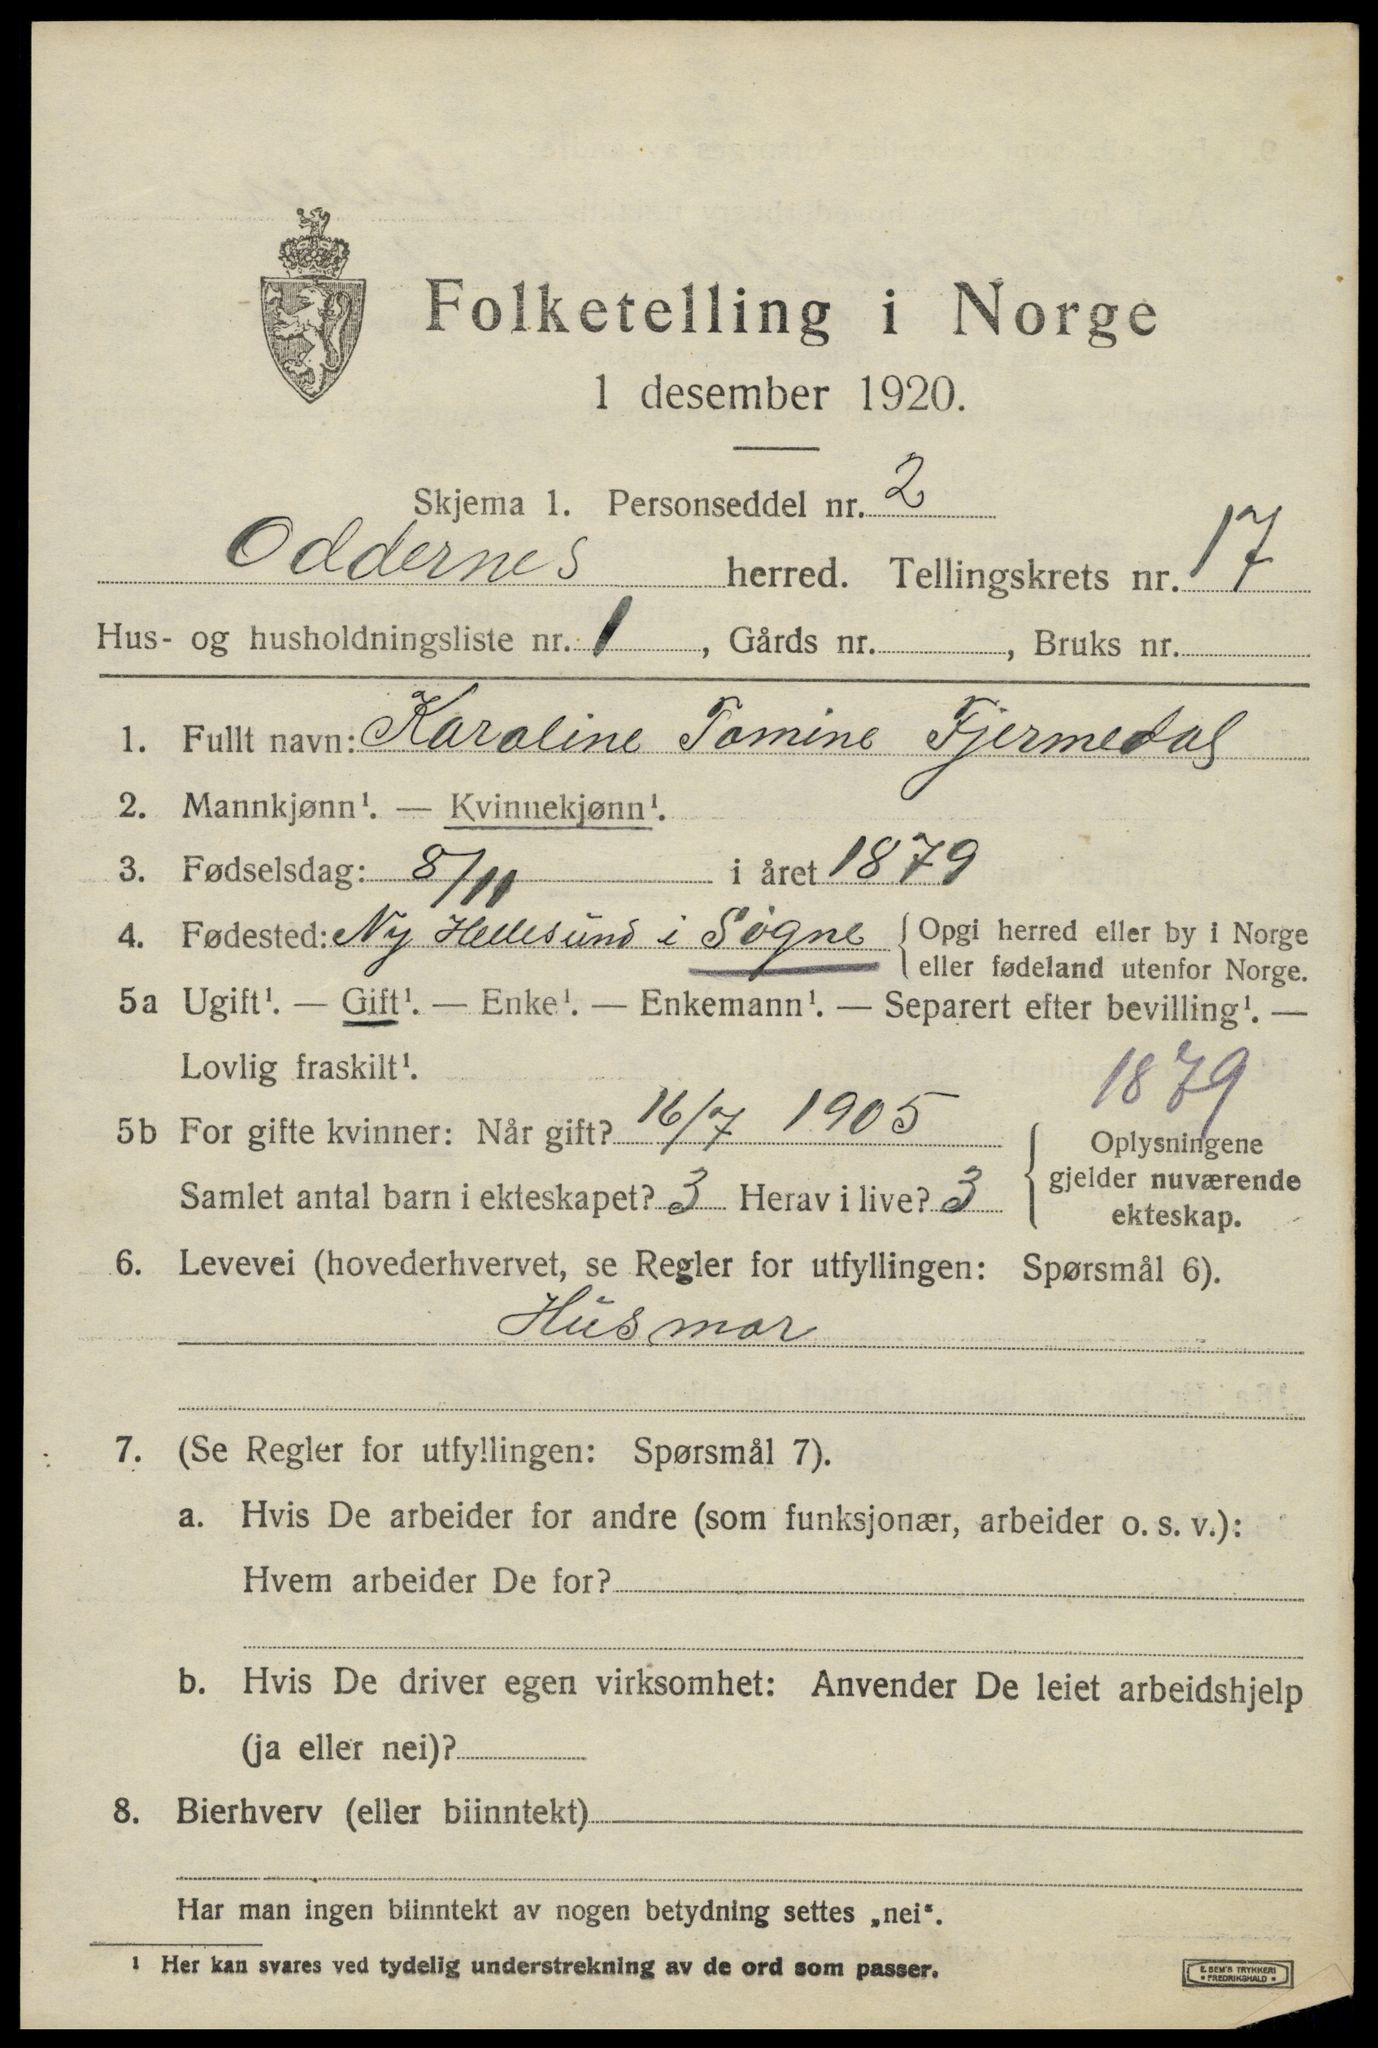 Folketelling i Norge
1 desember 1920.
Skjema 1. Personseddel nr. 2
Oddernes herred. Tellingskrets nr. 17
Hus- og husholdningsliste nr. 1, Gårds nr. , Bruks nr.
1. Fullt navn: Karoline Tomine Fjermedal
2. Mannkjønn¹. — Kvinnekjønn¹.
3. Fødselsdag: 8/11 i året 1879
4. Fødested: Ny Hellesund i Søgne { Opgi herred eller by i Norge
eller fødeland utenfor Norge.
5a Ugift¹. — Gift¹. — Enke¹. — Enkemann¹. — Separert efter bevilling¹. —
Lovlig fraskilt¹.
1879
5b For gifte kvinner: Når gift? 16/7 1905
Samlet antal barn i ekteskapet? 3 Herav i live? 3
Oplysningene
gjelder nuværende
ekteskap.
6. Levevei (hovederhvervet, se Regler for utfyllingen: Spørsmål 6).
Husmor
7. (Se Regler for utfyllingen: Spørsmål 7).
a. Hvis De arbeider for andre (som funksjonær, arbeider o. s. v.):
Hvem arbeider De for?
b. Hvis De driver egen virksomhet: Anvender De leiet arbeidshjelp
(ja eller nei)?
8. Bierhverv (eller biinntekt)
Har man ingen biinntekt av nogen betydning settes „nei“.
¹ Her kan svares ved tydelig understrekning av de ord som passer.
E. SEM'S TRYKKERI
FREDRIKSHALD